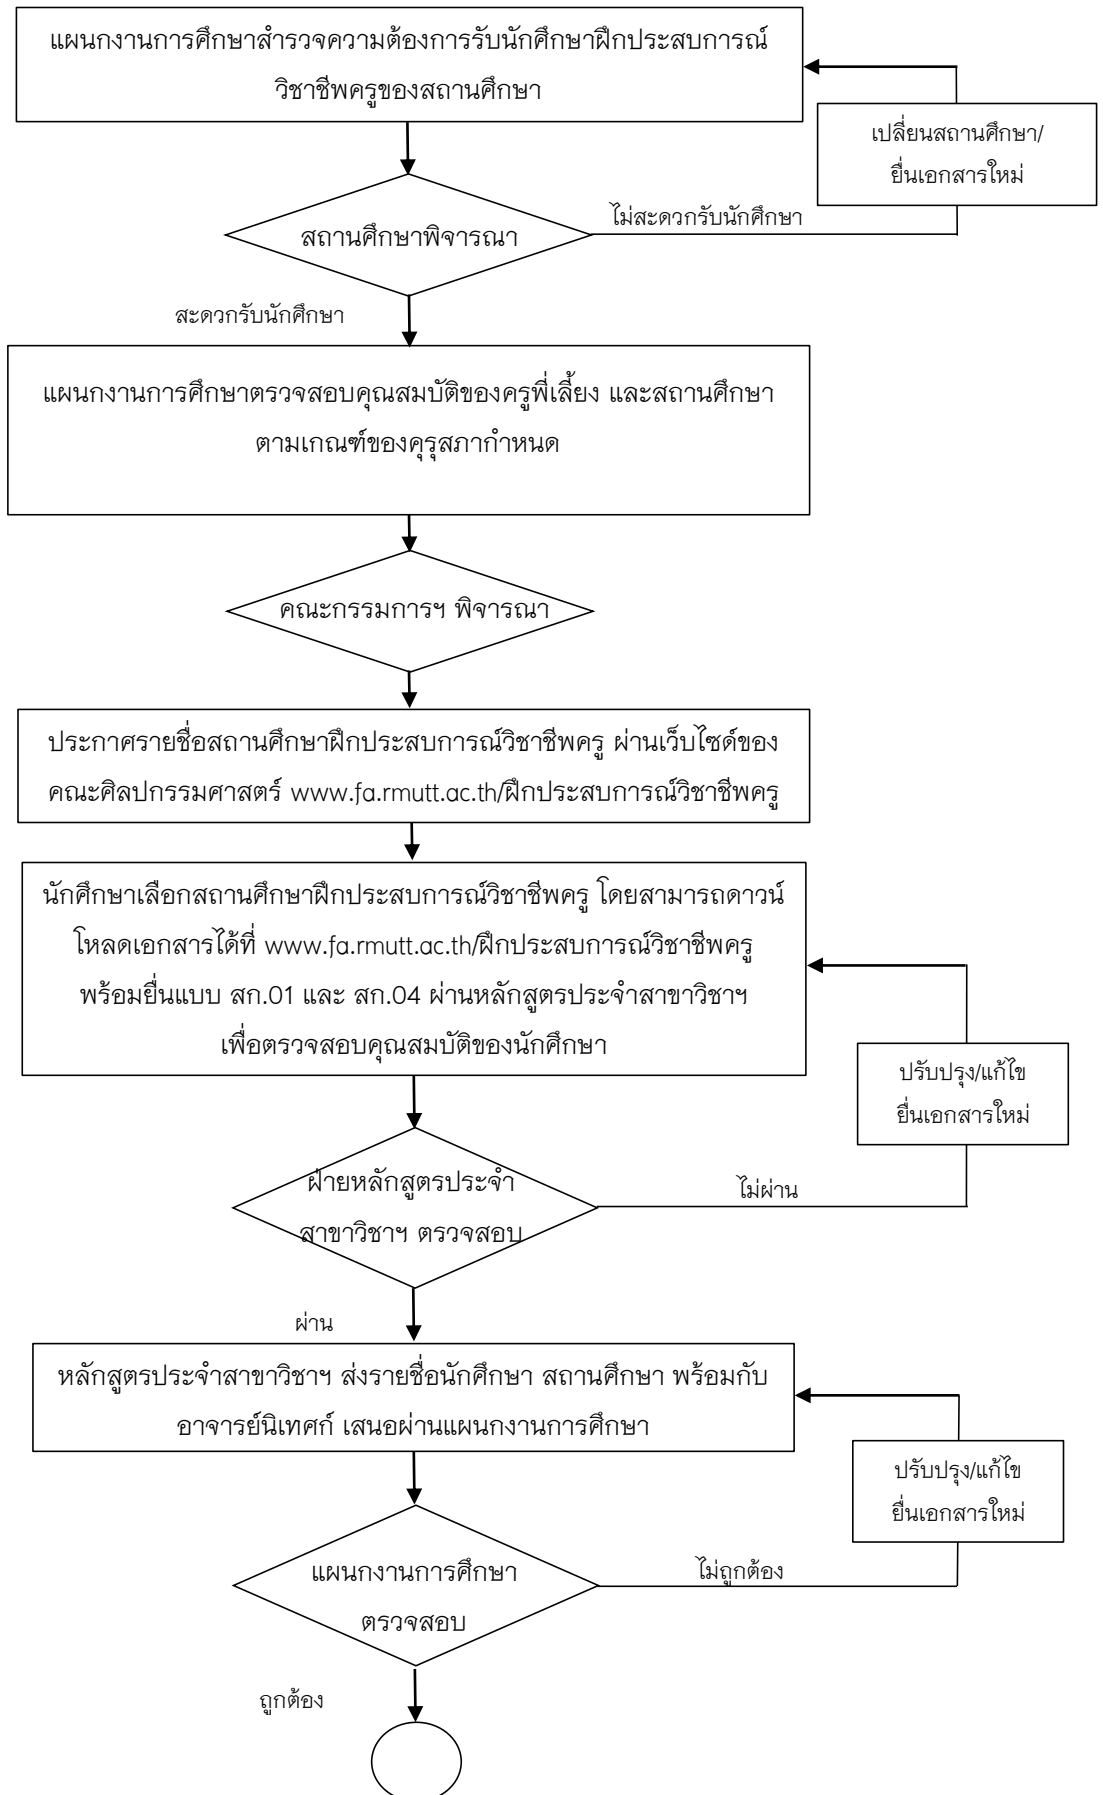 แผนกงานการศึกษาสำรวจความต้องการรับนักศึกษาฝึกประสบการณ์
วิชาชีพครูของสถานศึกษา
เปลี่ยนสถานศึกษา/
ยื่นเอกสารใหม่
ไม่สะดวกรับนักศึกษา
สถานศึกษาพิจารณา
สะดวกรับนักศึกษา
แผนกงานการศึกษาตรวจสอบคุณสมบัติของครูพี่เลี้ยง และสถานศึกษา
ตามเกณฑ์ของคุรุสภากำหนด
คณะกรรมการฯ พิจารณา
ประกาศรายชื่อสถานศึกษาฝึกประสบการณ์วิชาชีพครู ผ่านเว็บไซด์ของ
คณะศิลปกรรมศาสตร์ www.fa.rmutt.ac.th/ฝึกประสบการณ์วิชาชีพครู
นักศึกษาเลือกสถานศึกษาฝึกประสบการณ์วิชาชีพครู โดยสามารถดาวน์
โหลดเอกสารได้ที่ www.fa.rmutt.ac.th/ฝึกประสบการณ์วิชาชีพครู
พร้อมยื่นแบบ สก.01 และ สก.04 ผ่านหลักสูตรประจำสาขาวิชาฯ
เพื่อตรวจสอบคุณสมบัติของนักศึกษา
ปรับปรุง/แก้ไข
ยื่นเอกสารใหม่
ฝ่ายหลักสูตรประจำ
สาขาวิชาฯ ตรวจสอบ
ไม่ผ่าน
ผ่าน
หลักสูตรประจำสาขาวิชาฯ ส่งรายชื่อนักศึกษา สถานศึกษา พร้อมกับ
อาจารย์นิเทศก์ เสนอผ่านแผนกงานการศึกษา
ปรับปรุง/แก้ไข
ยื่นเอกสารใหม่
แผนกงานการศึกษา
ตรวจสอบ
ไม่ถูกต้อง
ถูกต้อง